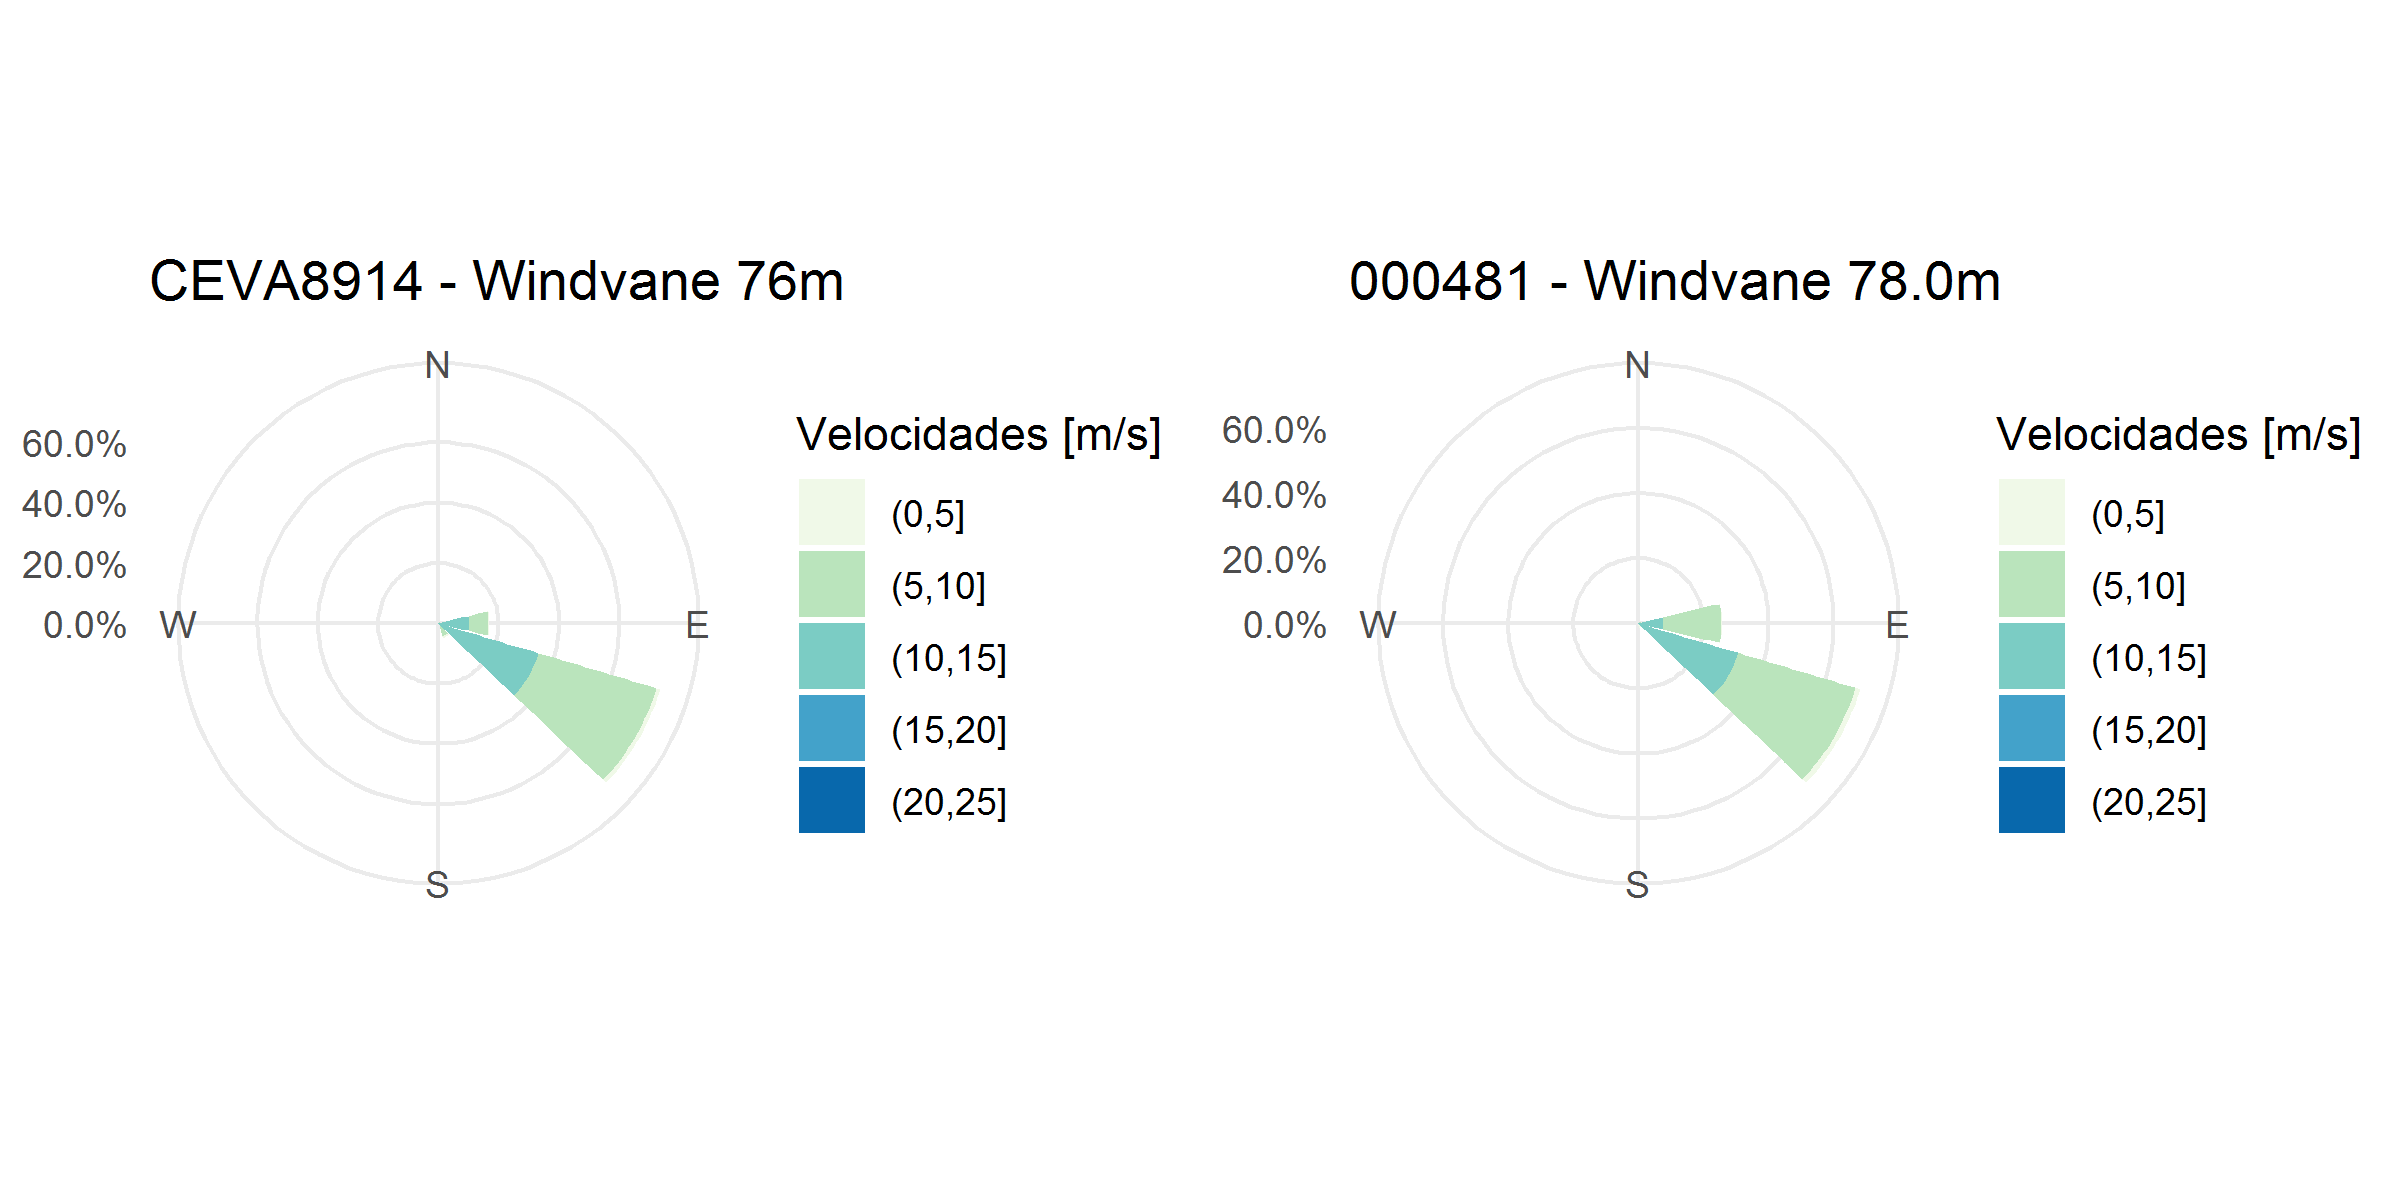 CEVA8914 - Windvane 76m
N
60.0%
40.0%
20.0%
0.0%
W
E
S
Velocidades [m/s]
(0,5]
(5,10]
(10,15]
(15,20]
(20,25]
000481 - Windvane 78.0m
N
60.0%
40.0%
20.0%
0.0%
W
E
S
Velocidades [m/s]
(0,5]
(5,10]
(10,15]
(15,20]
(20,25]